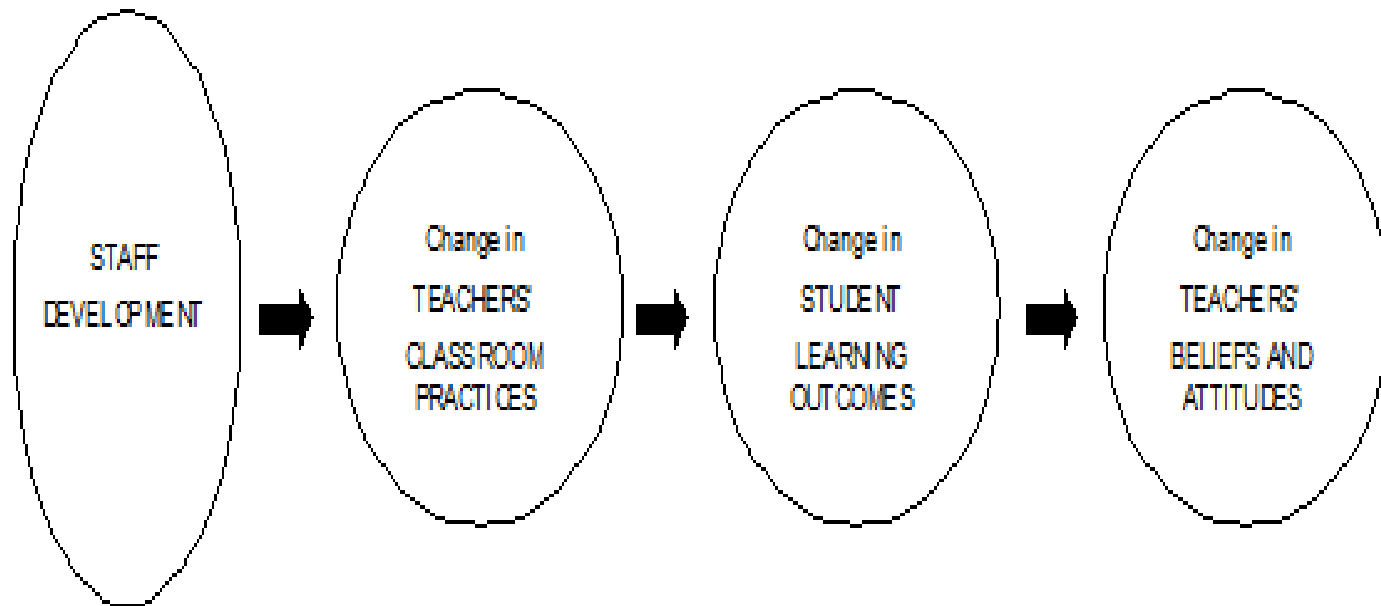 STAFF
DEVELOPMENT
Change in
TEACHERS'
CLASSROOM
PRACTICES
Change in
STUDENT
LEARNING
OUTCOMES
Change in
TEACHERS'
BELIEFS AND
ATTITUDES